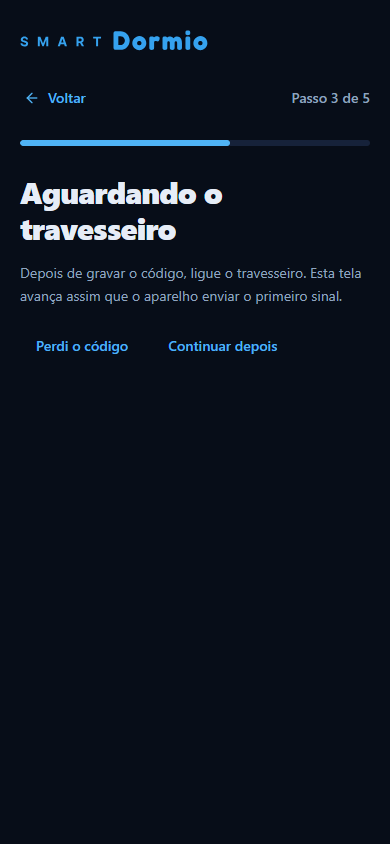 SMART Dormio
← Voltar
Passo 3 de 5
Aguardando o
travesseiro
Depois de gravar o código, ligue o travesseiro. Esta tela
avança assim que o aparelho enviar o primeiro sinal.
Perdi o código
Continuar depois